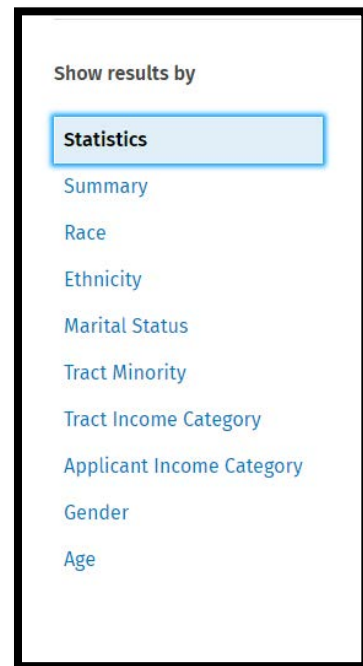 Show results by
Statistics
Summary
Race
Ethnicity
Marital Status
Tract Minority
Tract Income Category
Applicant Income Category
Gender
Age